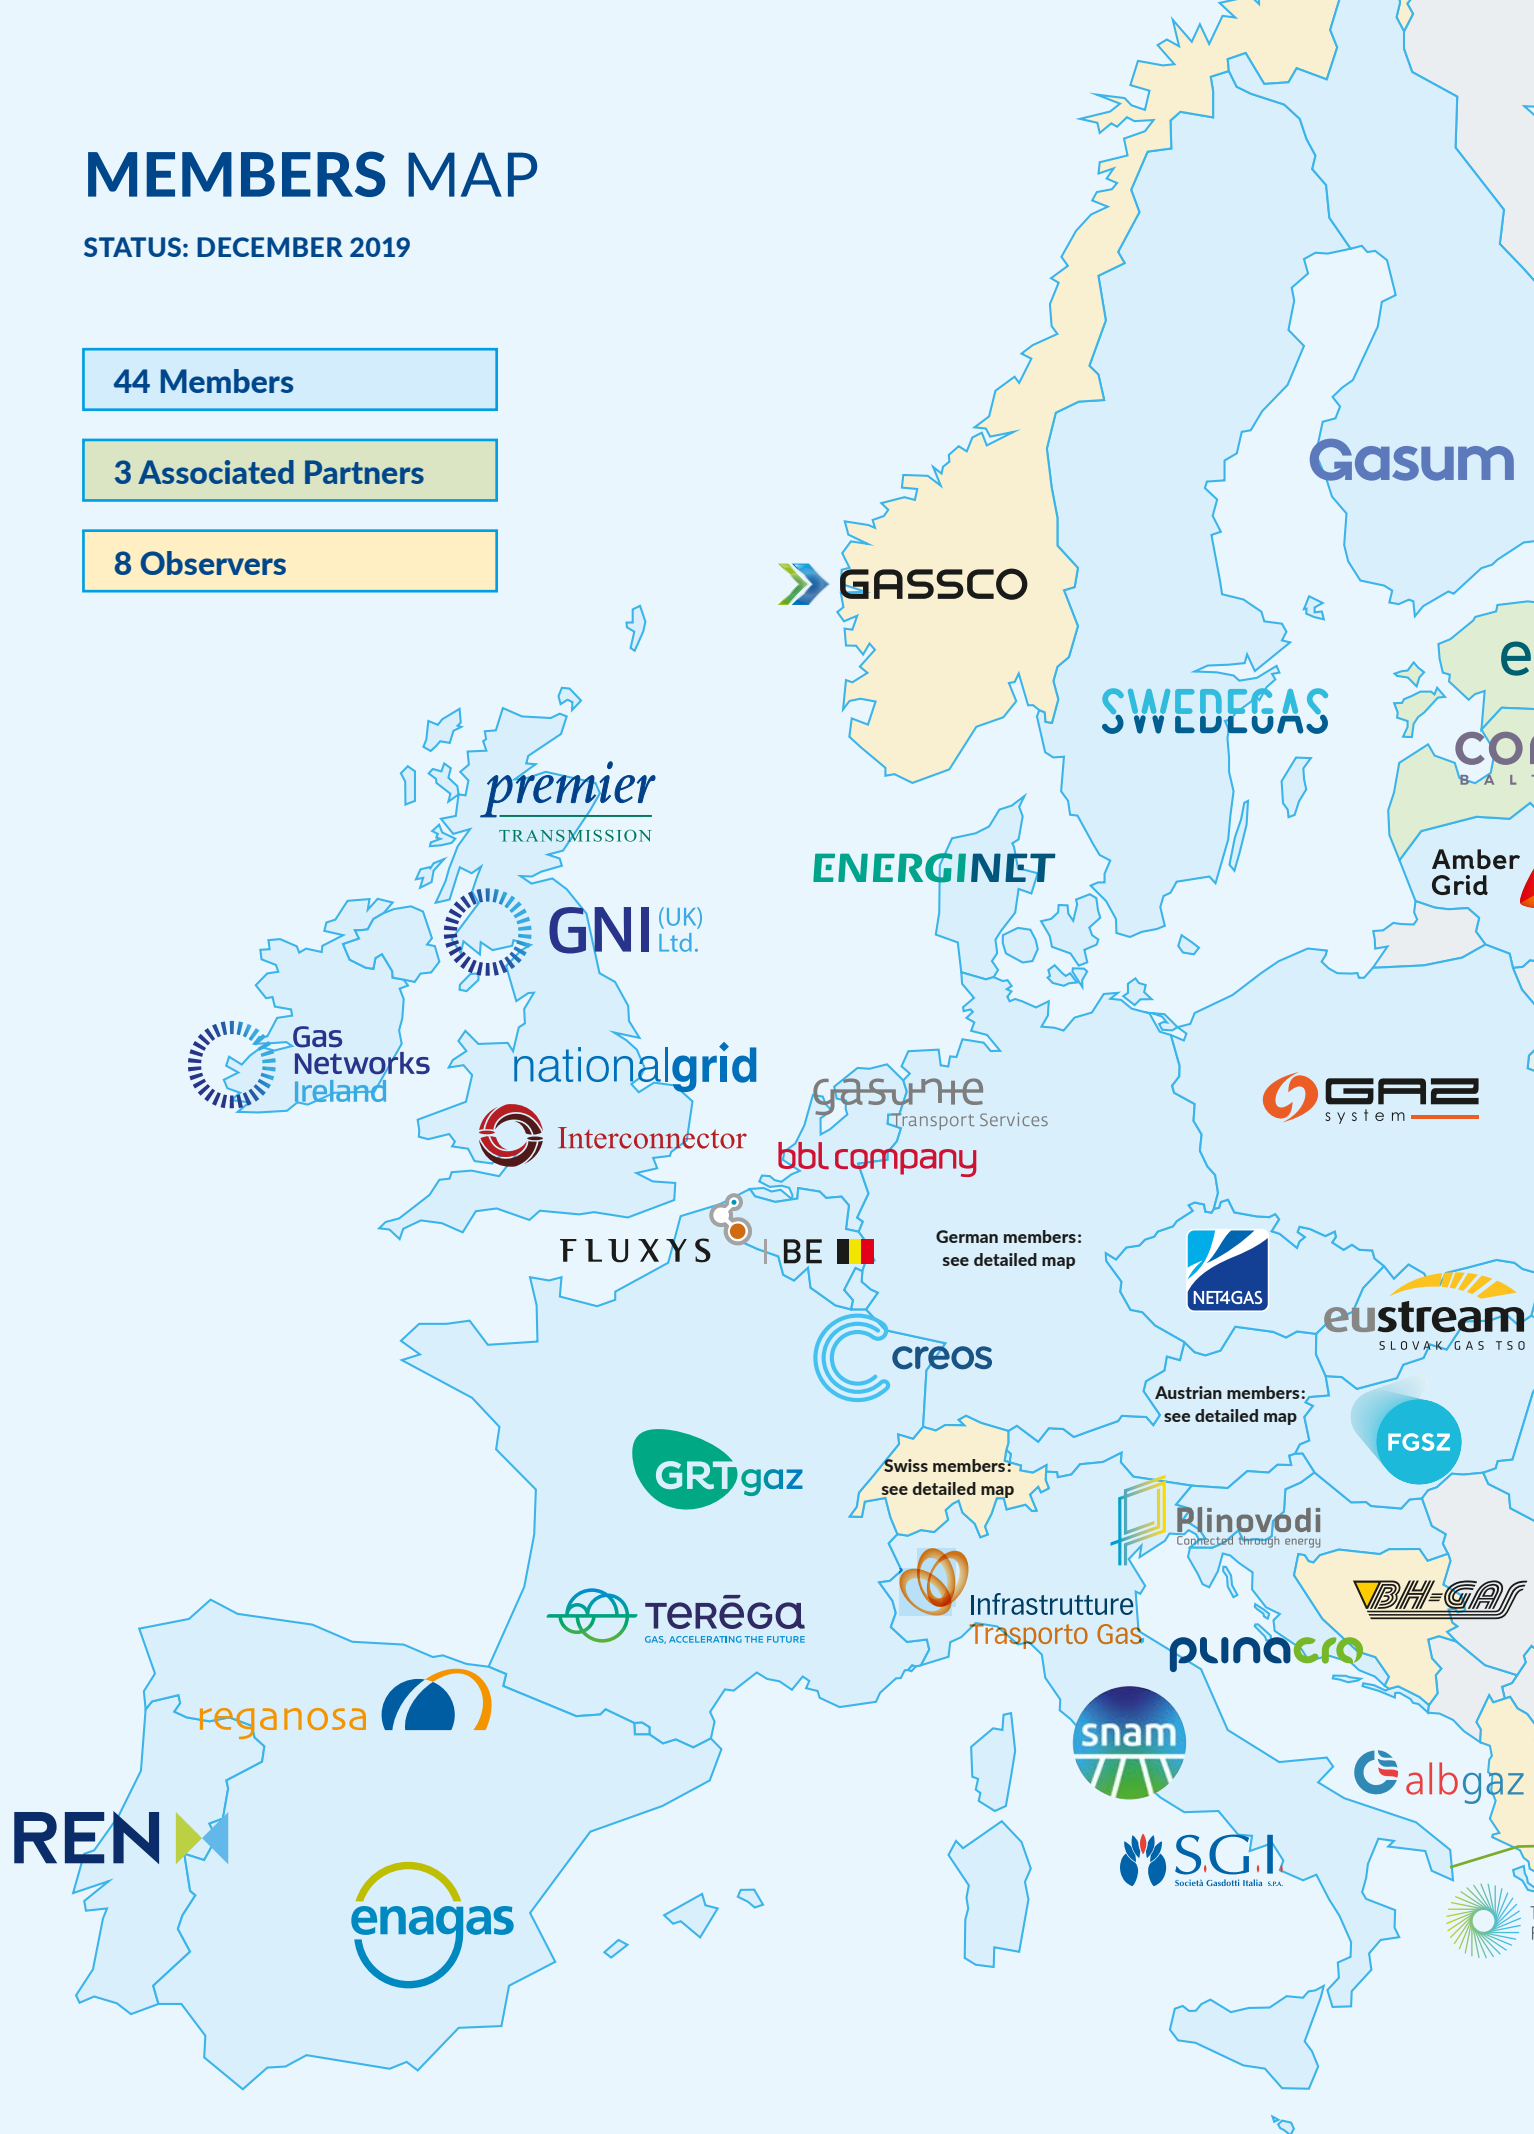 MEMBERS MAP
STATUS: DECEMBER 2019
44 Members
3 Associated Partners
8 Observers
Gasum
GASSCO
SWEDEGAS
premier
TRANSMISSION
ENERGINET
Amber
Grid
GNI (UK) Ltd.
Gas
Networks
Ireland
nationalgrid
gasunie
Transport Services
GAZ
system
Interconnector
bbl company
FLUXYS | BE
German members:
see detailed map
NET4GAS
eustream
SLOVAK GAS TSO
creos
Austrian members:
see detailed map
FGSZ
GRTgaz
Swiss members:
see detailed map
Plinovodi
Connected through energy
Infrastrutture
Trasporto Gas
BH-GAS
TERĒGA
GAS, ACCELERATING THE FUTURE
PLINACRO
reganosa
snam
albgaz
REN
S.G.I.
Società Gasdotti Italia S.P.A.
enagas